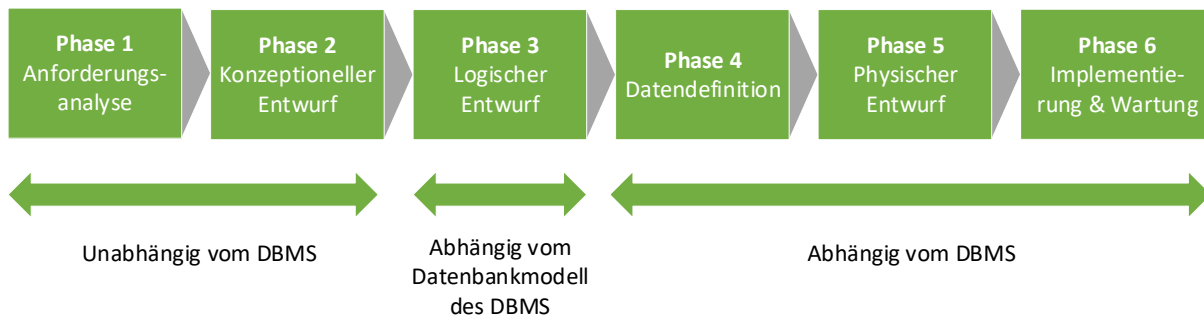 Phase 1
Anforderungs-
analyse
Phase 2
Konzeptioneller
Entwurf
Phase 3
Logischer
Entwurf
Phase 4
Datendefinition
Phase 5
Physischer
Entwurf
Phase 6
Implementie-
rung & Wartung
Unabhängig vom DBMS
Abhängig vom
Datenbankmodell
des DBMS
Abhängig vom DBMS